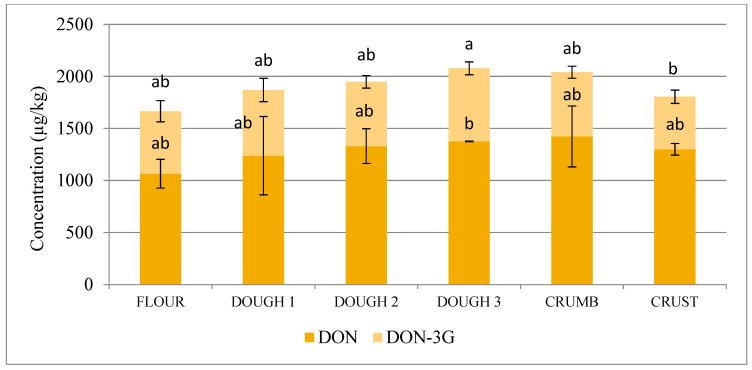 2500
2000
1500
1000
500
0
Concentration (µg/kg)
ab ab ab a ab b
ab ab ab b ab ab
FLOUR DOUGH 1 DOUGH 2 DOUGH 3 CRUMB CRUST
DON DON-3G